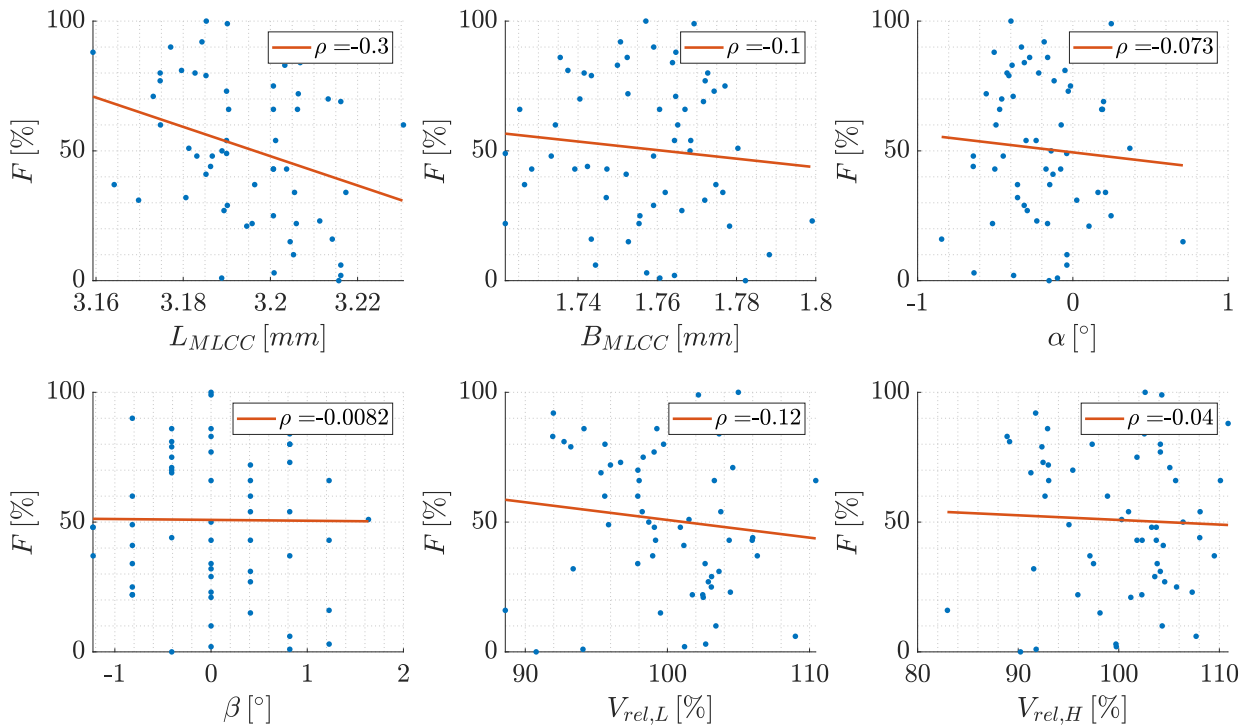 100
50
0
F [%]
ρ =-0.3
3.16 3.18 3.2 3.22
L_MLCC [mm]
100
50
0
F [%]
ρ =-0.1
1.74 1.76 1.78 1.8
B_MLCC [mm]
100
50
0
F [%]
ρ =-0.073
-1 0 1
α [°]
100
50
0
F [%]
ρ =-0.0082
-1 0 1 2
β [°]
100
50
0
F [%]
ρ =-0.12
90 100 110
V_rel,L [%]
100
50
0
F [%]
ρ =-0.04
80 90 100 110
V_rel,H [%]